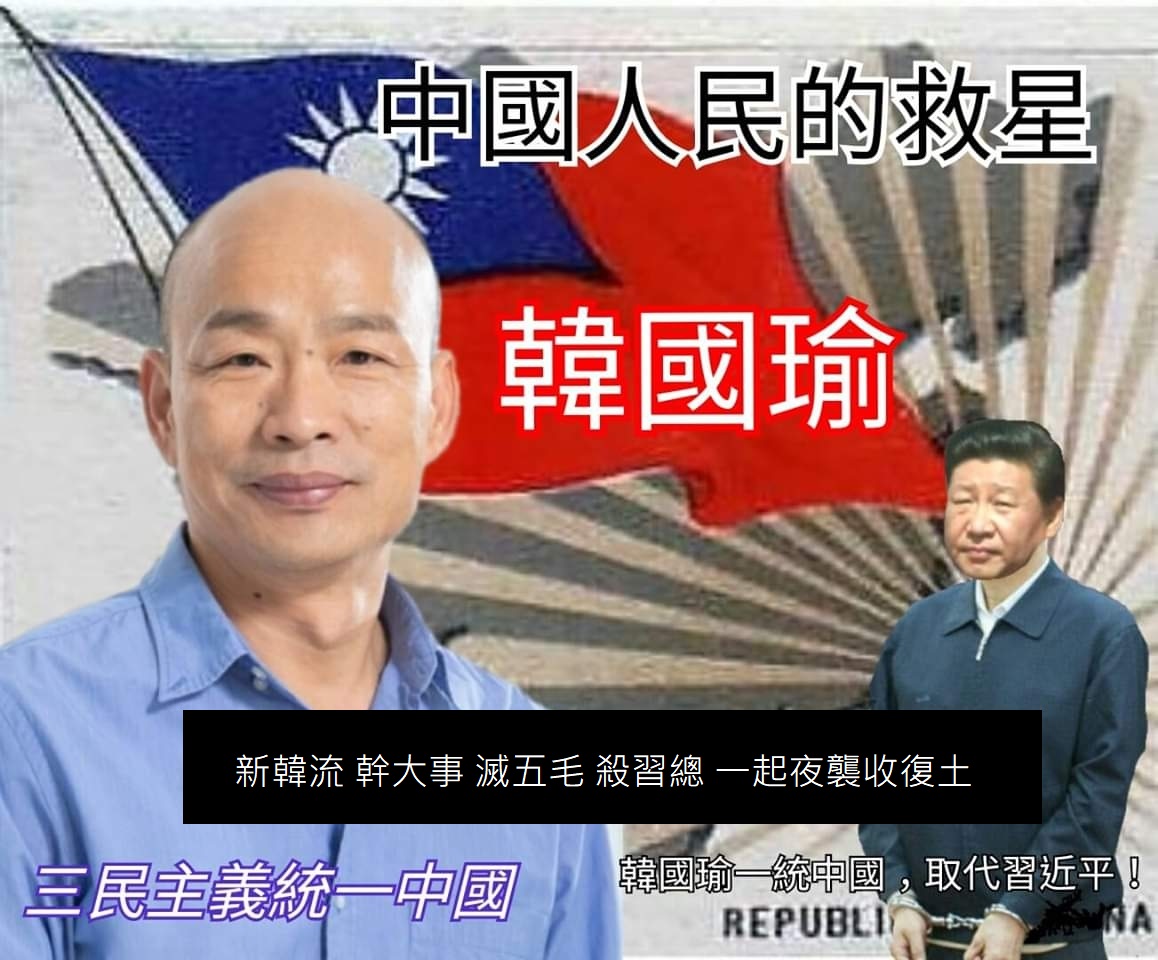 中國人民的救星
韓國瑜
新韓流 幹大事 滅五毛 殺習總 一起夜襲收復土
三民主義統一中國
韓國瑜一統中國，取代習近平！
REPUBLI NA